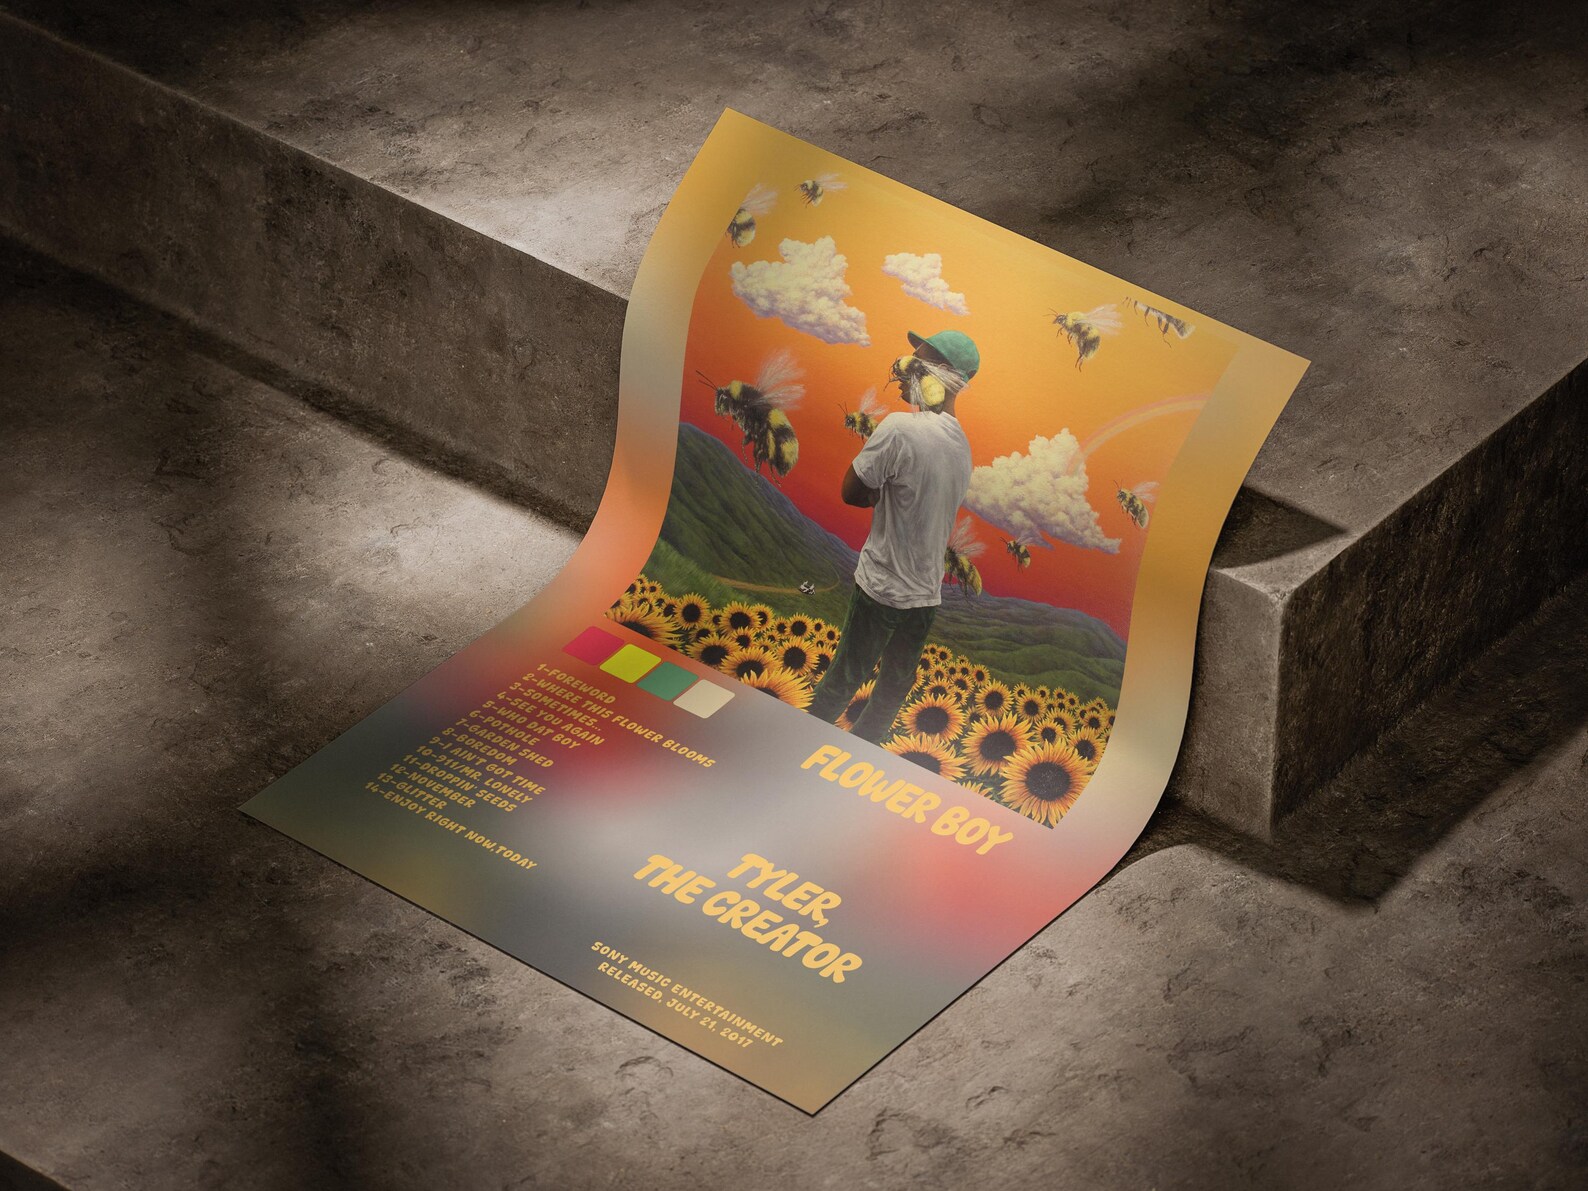 1-FOREWORD
2-WHERE THIS FLOWER BLOOMS
3-SOMETIMES..
4-SEE YOU AGAIN
5-WHO DAT BOY
6-POTHOLE
7-GARDEN SHED
8-BOREDOM
9-I AIN'T GOT TIME
10-911/MR. LONELY
11-DROPPIN' SEEDS
12-NOVEMBER
13-GLITTER
14-ENJOY RIGHT NOW,TODAY
FLOWER BOY
TYLER,
THE CREATOR
SONY MUSIC ENTERTAINMENT
RELEASED, JULY 21, 2017